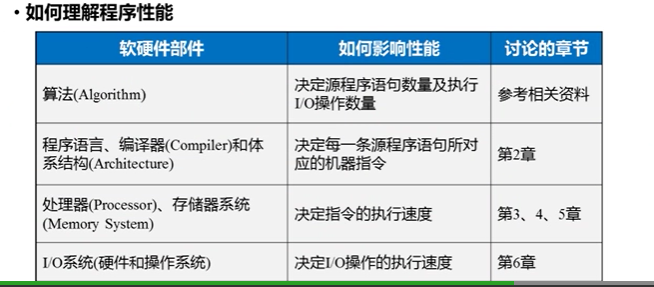 •如何理解程序性能
软硬件部件 如何影响性能 讨论的章节
算法(Algorithm) 决定源程序语句数量及执行I/O操作数量 参考相关资料
程序语言、编译器(Compiler)和体系结构(Architecture) 决定每一条源程序语句所对应的机器指令 第2章
处理器(Processor)、存储器系统(Memory System) 决定指令的执行速度 第3、4、5章
I/O系统(硬件和操作系统) 决定I/O操作的执行速度 第6章